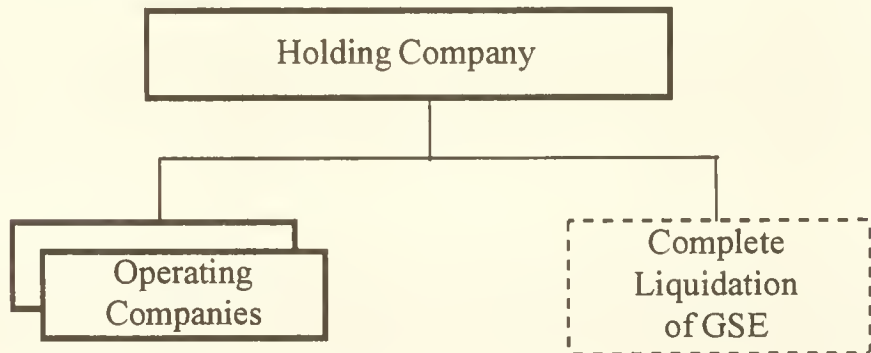 Holding Company
Operating
Companies
Complete
Liquidation
of GSE